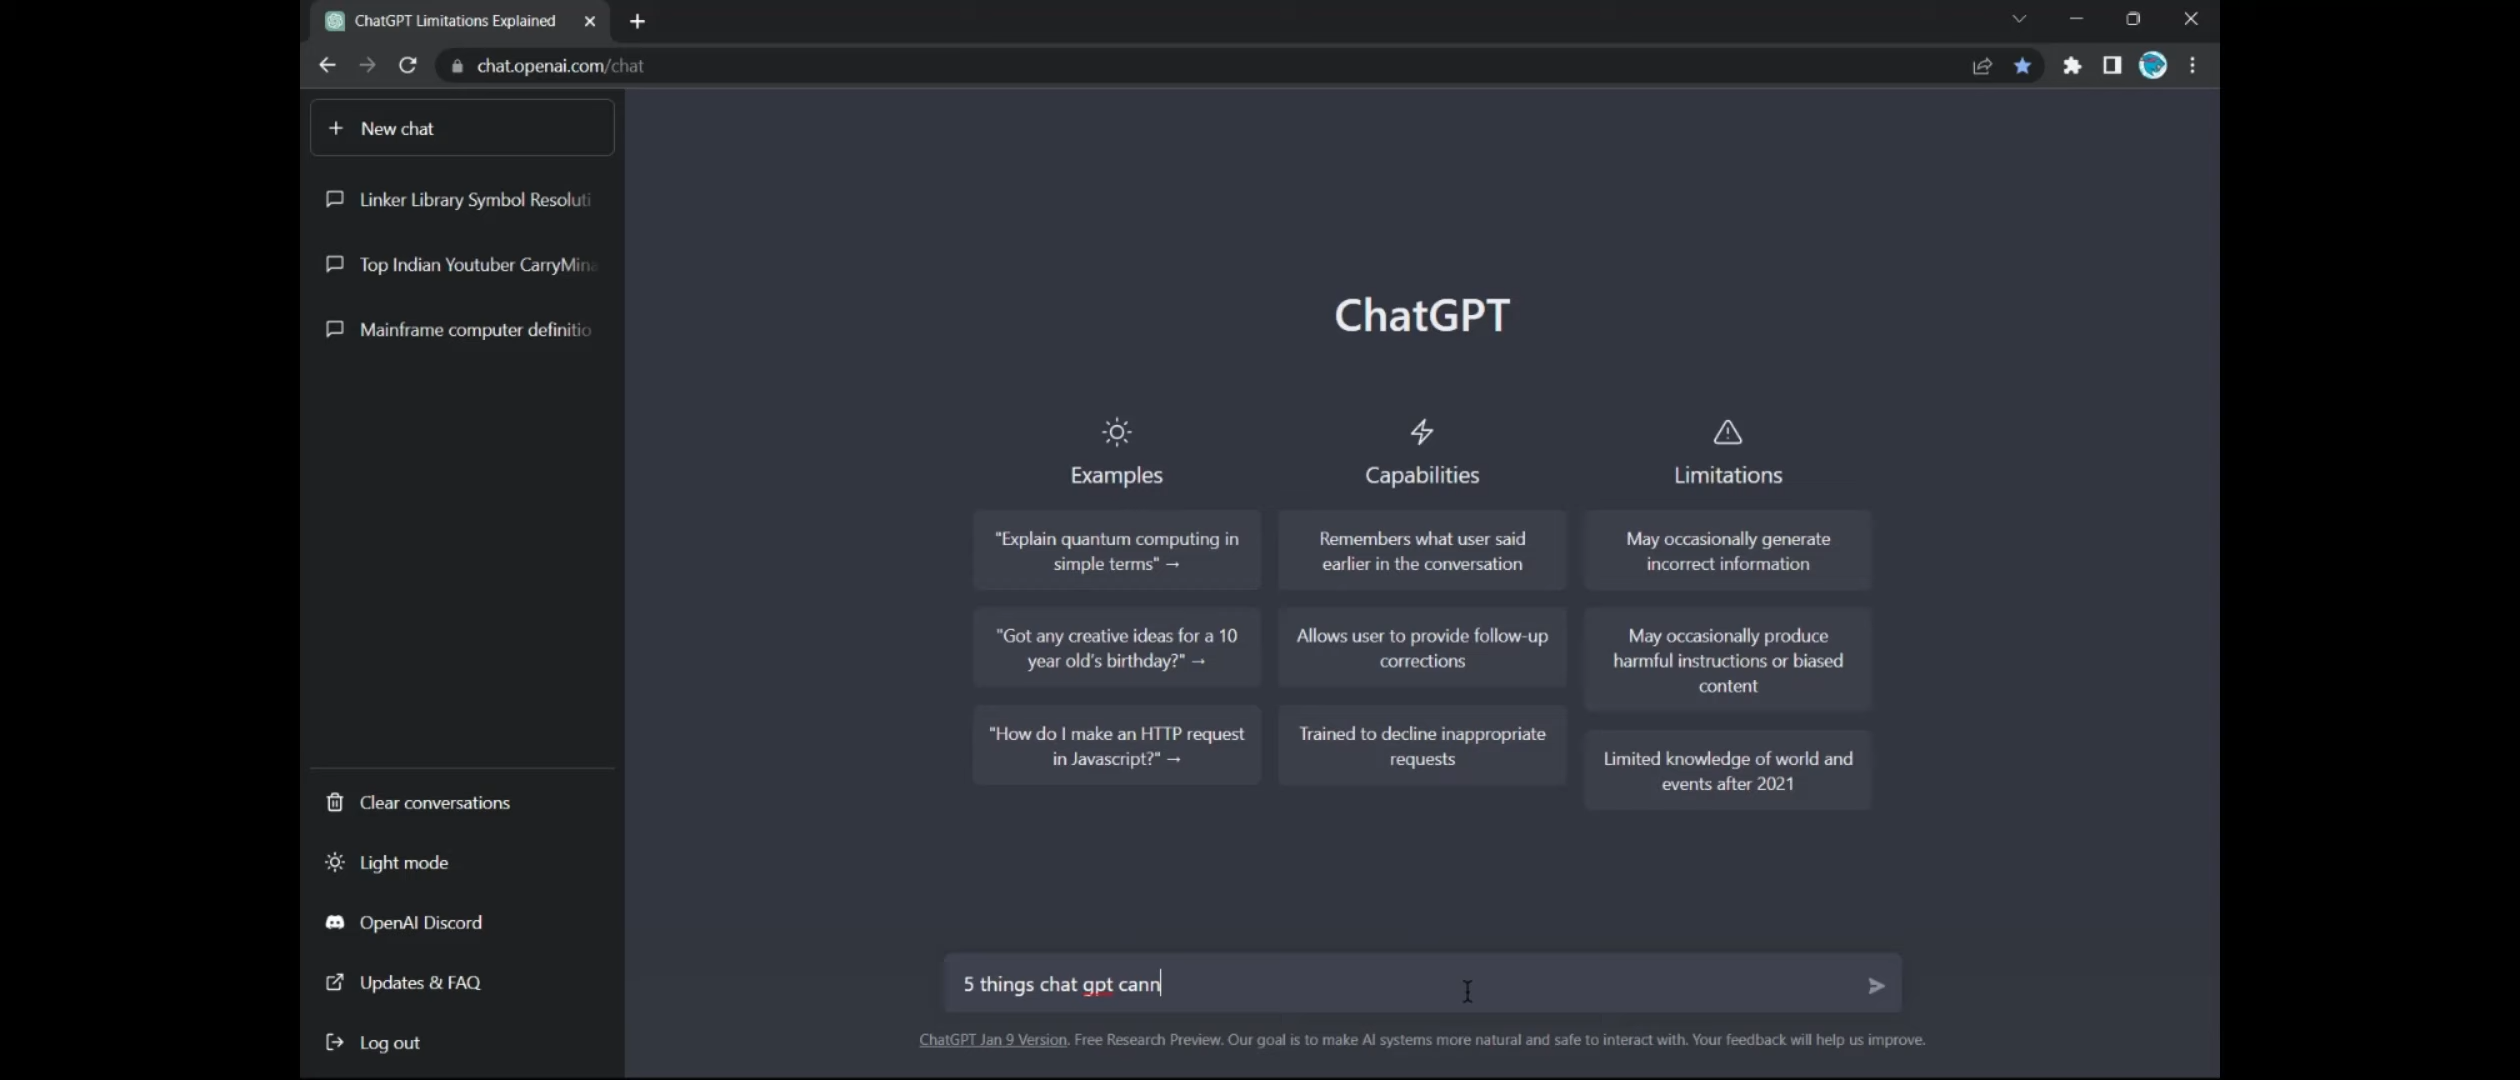 ChatGPT Limitations Explained
chat.openai.com/chat
New chat
Linker Library Symbol Resoluti
Top Indian Youtuber CarryMina
Mainframe computer definitio
Clear conversations
Light mode
OpenAI Discord
Updates & FAQ
Log out
ChatGPT
Examples
"Explain quantum computing in
simple terms" →
"Got any creative ideas for a 10
year old's birthday?" →
"How do I make an HTTP request
in Javascript?" →
Capabilities
Remembers what user said
earlier in the conversation
Allows user to provide follow-up
corrections
Trained to decline inappropriate
requests
Limitations
May occasionally generate
incorrect information
May occasionally produce
harmful instructions or biased
content
Limited knowledge of world and
events after 2021
5 things chat gpt cann
ChatGPT Jan 9 Version. Free Research Preview. Our goal is to make AI systems more natural and safe to interact with. Your feedback will help us improve.